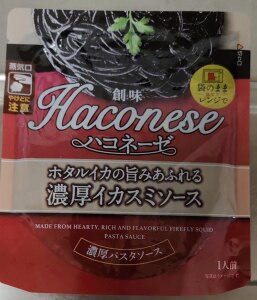 蒸気口
やけどに
注意
袋のまま
レンジで
創味
Haconese
ハコネーゼ
ホタルイカの旨みあふれる
濃厚イカスミソース
MADE FROM HEARTY, RICH AND FLAVORFUL FIREFLY SQUID
PASTA SAUCE
濃厚パスタソース
1人前